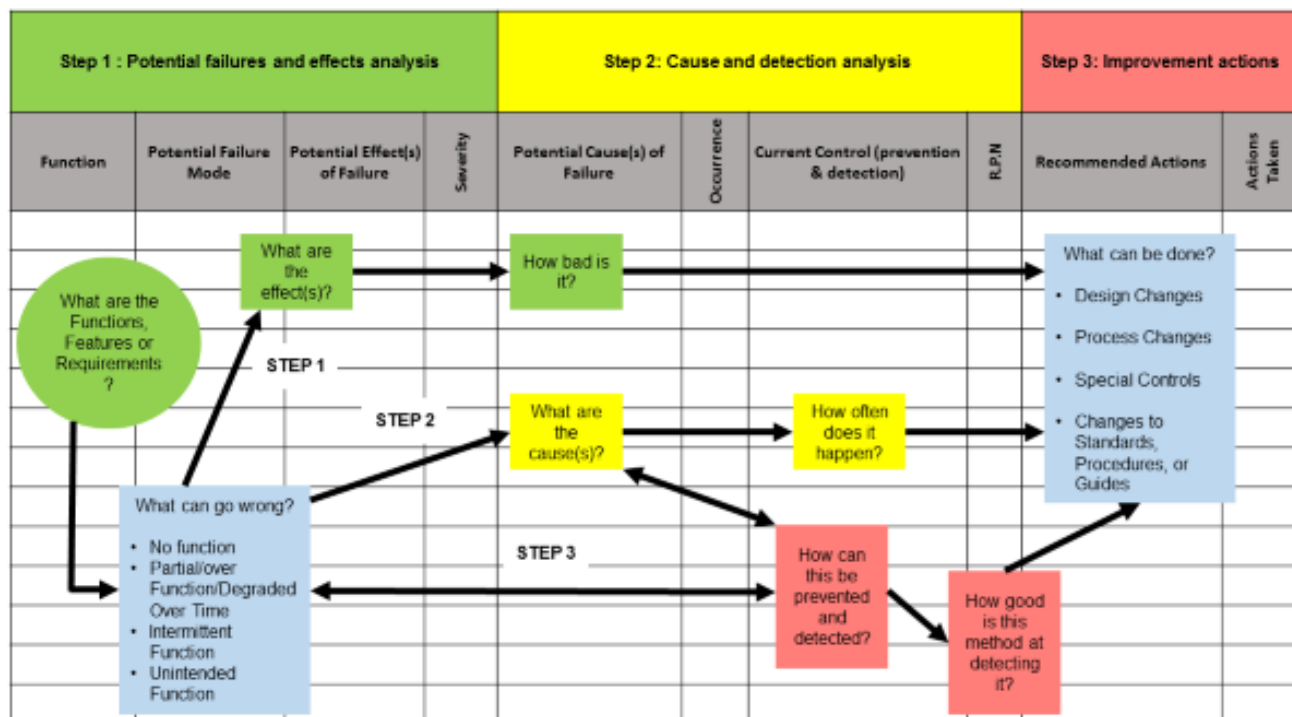 Step 1 : Potential failures and effects analysis
Step 2: Cause and detection analysis
Step 3: Improvement actions
Function
Potential Failure
Mode
Potential Effect(s)
of Failure
Severity
Potential Cause(s) of
Failure
Occurrence
Current Control (prevention
& detection)
R.P.N
Recommended Actions
Actions
Taken
What are the
Functions,
Features or
Requirements
?
What are
the
effect(s)?
How bad is
it?
What can be done?
• Design Changes
• Process Changes
• Special Controls
• Changes to
Standards,
Procedures, or
Guides
STEP 1
STEP 2
What are
the
cause(s)?
How often
does it
happen?
What can go wrong?
• No function
• Partial/over
Function/Degraded
Over Time
• Intermittent
Function
• Unintended
Function
STEP 3
How can
this be
prevented
and
detected?
How good
is this
method at
detecting
it?